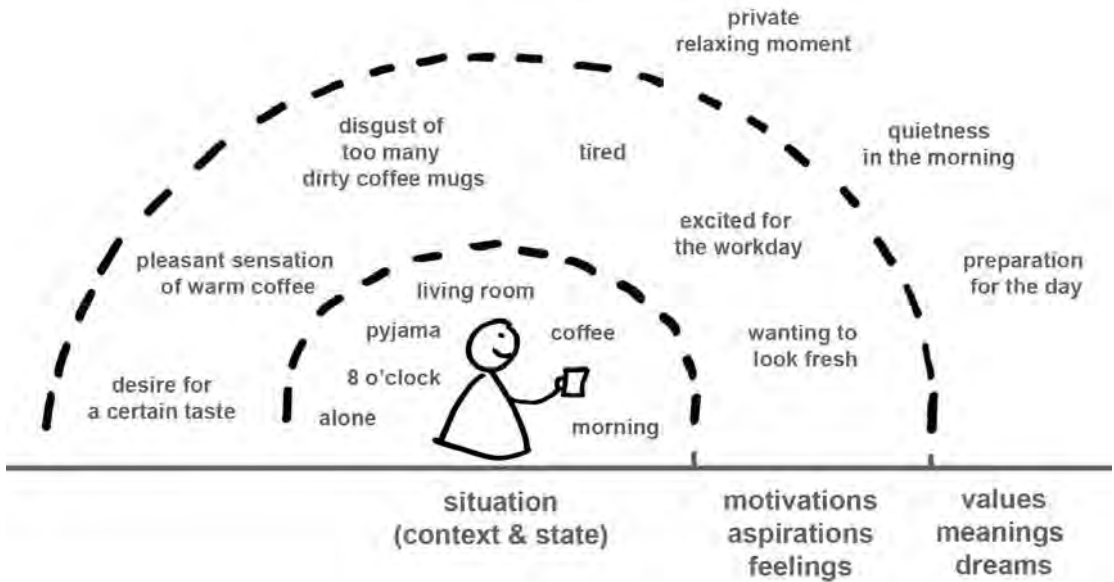 private
relaxing moment
disgust of
too many
dirty coffee mugs
tired
quietness
in the morning
excited for
the workday
pleasant sensation
of warm coffee
preparation
for the day
living room
pyjama
coffee
wanting to
look fresh
8 o'clock
desire for
a certain taste
alone
morning
situation
(context & state)
motivations
aspirations
feelings
values
meanings
dreams